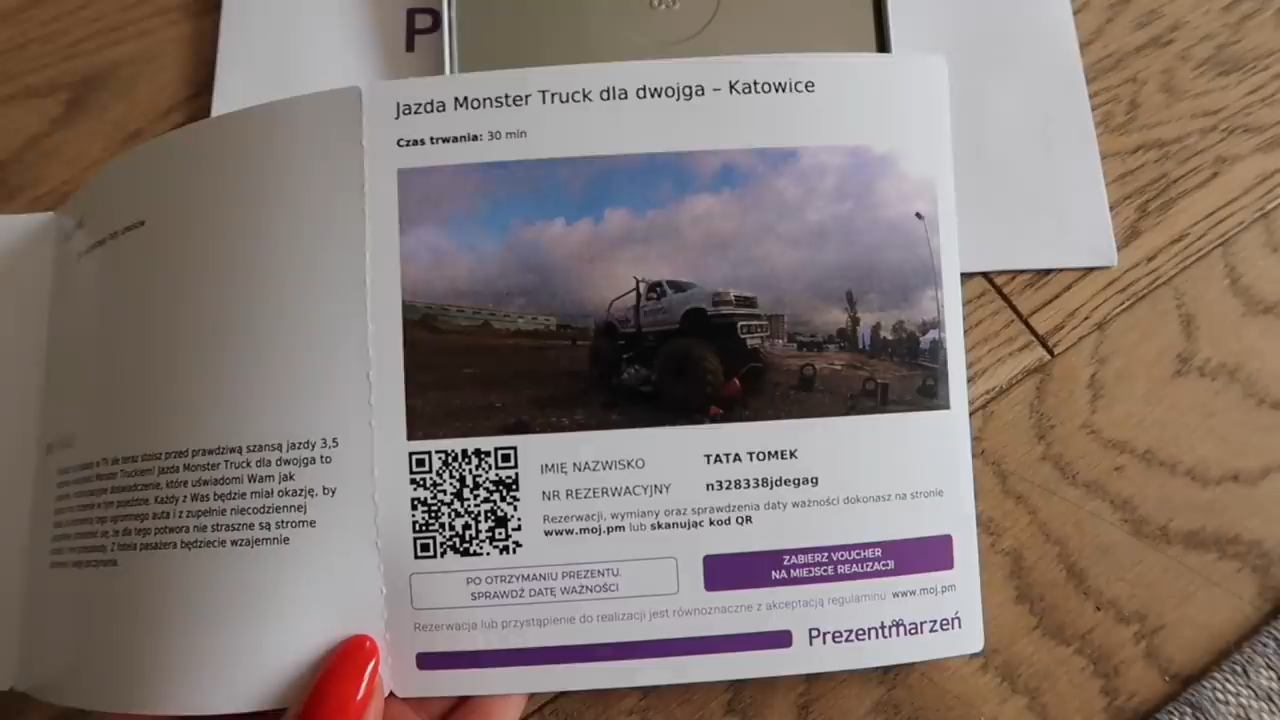 P
Jazda Monster Truck dla dwojga – Katowice
Czas trwania: 30 min
stoisz przed prawdziwą szansą jazdy 3,5
Monster Truckiem! Jazda Monster Truck dla dwojga to
doświadczenie, które uświadomi Wam jak
Każdy z Was będzie miał okazję, by
tego ogromnego auta i z zupełnie niecodziennej
że dla tego potwora nie straszne są strome
Z fotela pasażera będziecie wzajemnie
IMIĘ NAZWISKO TATA TOMEK
NR REZERWACYJNY n328338jdegag
Rezerwacji, wymiany oraz sprawdzenia daty ważności dokonasz na stronie
www.moj.pm lub skanując kod QR
PO OTRZYMANIU PREZENTU.
SPRAWDŹ DATĘ WAŻNOŚCI
ZABIERZ VOUCHER
NA MIEJSCE REALIZACJI
Rezerwacja lub przystąpienie do realizacji jest równoznaczne z akceptacją regulaminu www.moj.pm
Prezentmarzeń